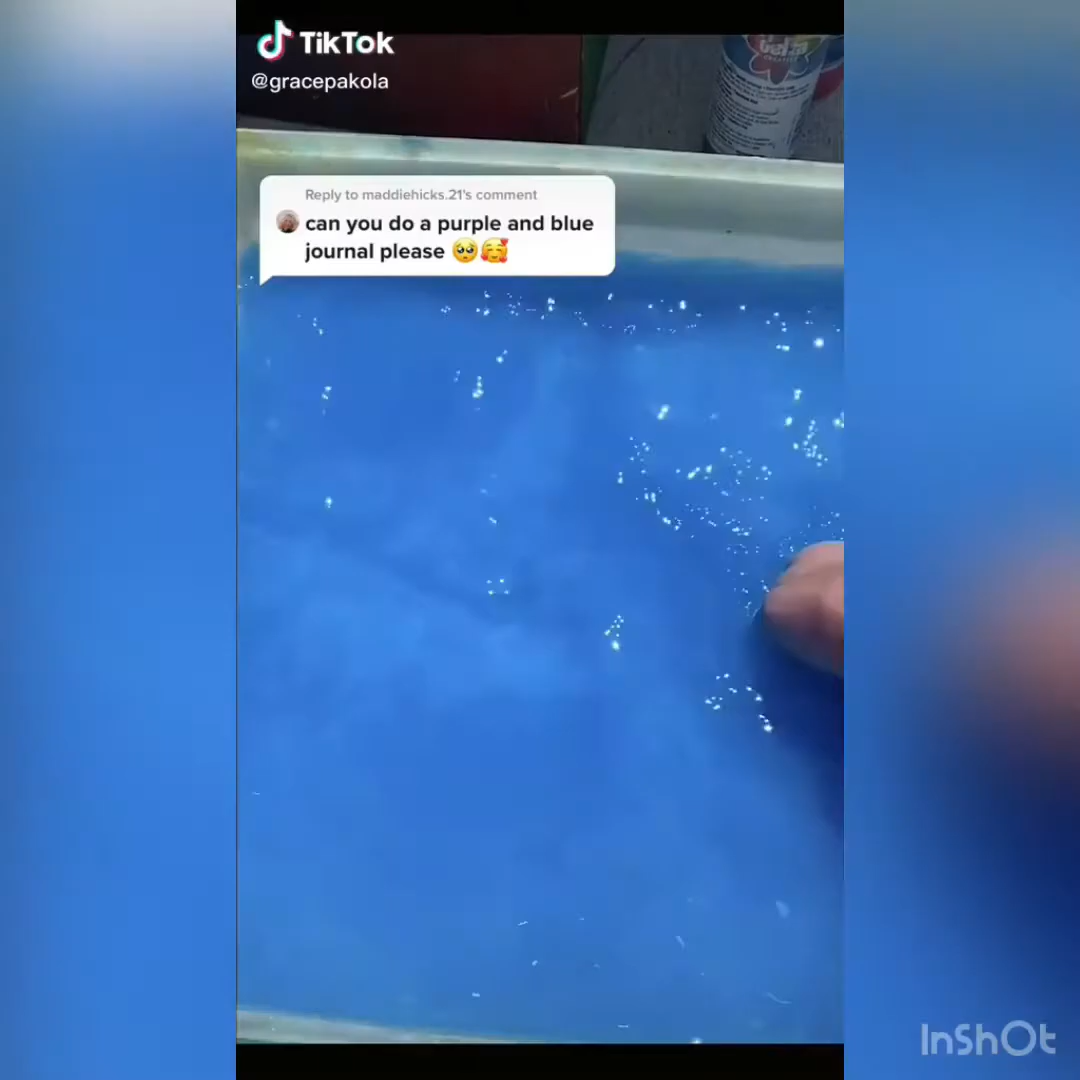 TikTok
@gracepakola
Reply to maddiehicks.21's comment
can you do a purple and blue
journal please 🥺🥰
InShOt